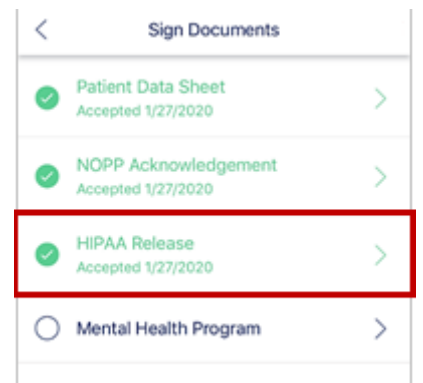 Sign Documents
Patient Data Sheet
Accepted 1/27/2020
NOPP Acknowledgement
Accepted 1/27/2020
HIPAA Release
Accepted 1/27/2020
Mental Health Program